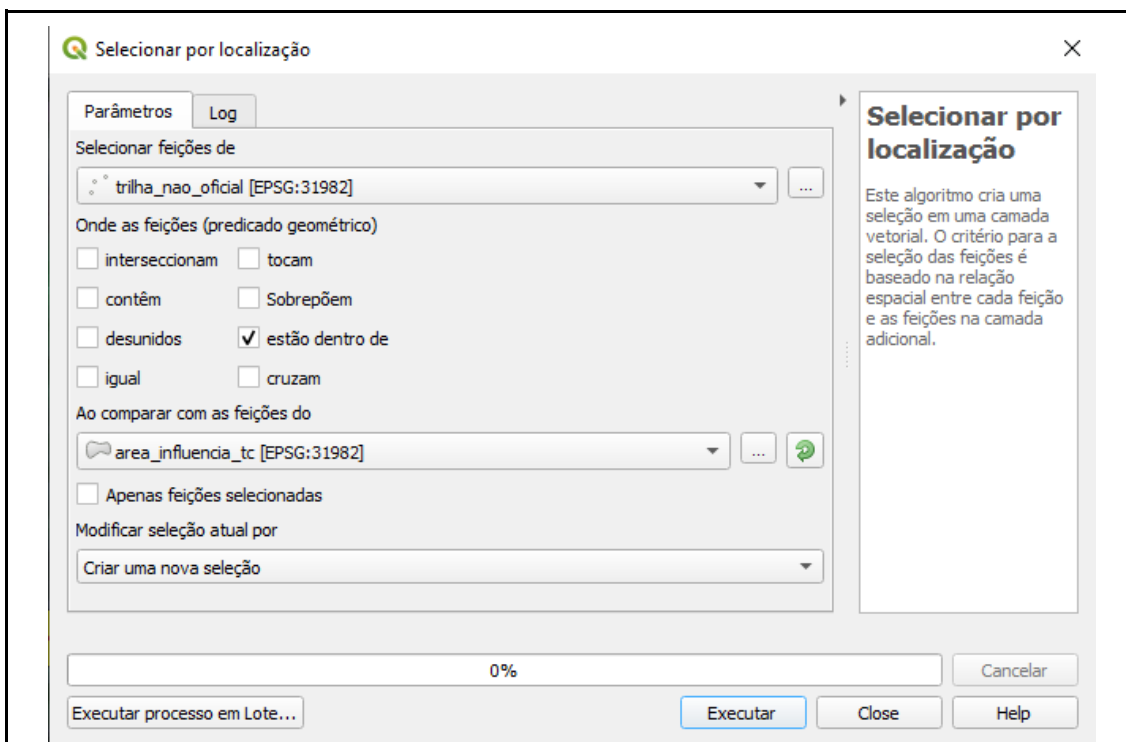 Selecionar por localização
Parâmetros
Log
Selecionar feições de
trilha_nao_oficial [EPSG:31982]
...
Onde as feições (predicado geométrico)
interseccionam
tocam
contêm
Sobrepõem
desunidos
estão dentro de
igual
cruzam
Ao comparar com as feições do
area_influencia_tc [EPSG:31982]
...
Apenas feições selecionadas
Modificar seleção atual por
Criar uma nova seleção
Selecionar por
localização
Este algoritmo cria uma
seleção em uma camada
vetorial. O critério para a
seleção das feições é
baseado na relação
espacial entre cada feição
e as feições na camada
adicional.
0%
Cancelar
Executar processo em Lote...
Executar
Close
Help